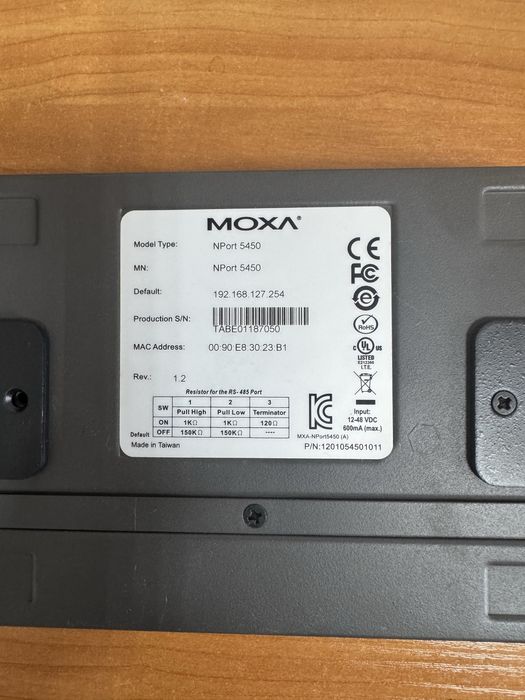 MOXA®
Model Type: NPort 5450
MN: NPort 5450
Default: 192.168.127.254
Production S/N: TABE01187050
MAC Address: 00:90:E8:30:23:B1
Rev.: 1.2
CE
FC
e
RoHS
c UL US
LISTED
I.T.E.
Resistor for the RS- 485 Port
SW 1 2 3
Pull High Pull Low Terminator
ON 1KΩ 1KΩ 120Ω
Default OFF 150KΩ 150KΩ ----
Made in Taiwan
KC
MXA-NPort5450 (A)
Input:
12-48 VDC
600mA (max.)
P/N:1201054501011